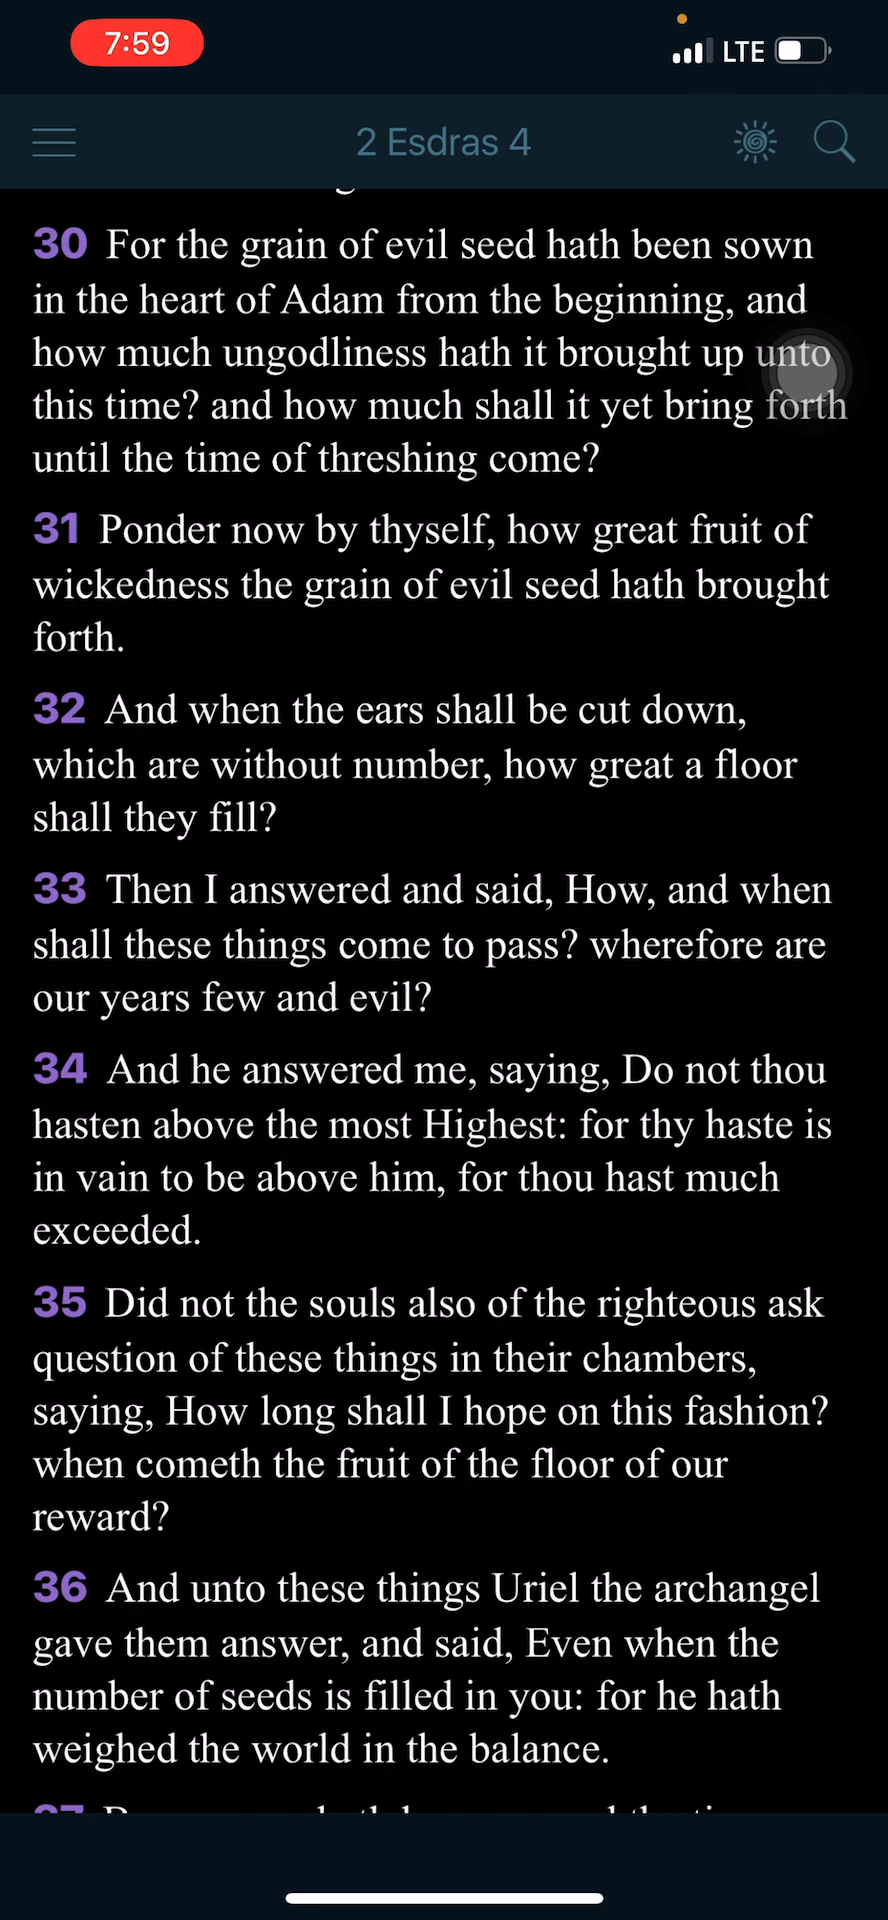 7:59
LTE
2 Esdras 4
30 For the grain of evil seed hath been sown
in the heart of Adam from the beginning, and
how much ungodliness hath it brought up unto
this time? and how much shall it yet bring forth
until the time of threshing come?
31 Ponder now by thyself, how great fruit of
wickedness the grain of evil seed hath brought
forth.
32 And when the ears shall be cut down,
which are without number, how great a floor
shall they fill?
33 Then I answered and said, How, and when
shall these things come to pass? wherefore are
our years few and evil?
34 And he answered me, saying, Do not thou
hasten above the most Highest: for thy haste is
in vain to be above him, for thou hast much
exceeded.
35 Did not the souls also of the righteous ask
question of these things in their chambers,
saying, How long shall I hope on this fashion?
when cometh the fruit of the floor of our
reward?
36 And unto these things Uriel the archangel
gave them answer, and said, Even when the
number of seeds is filled in you: for he hath
weighed the world in the balance.